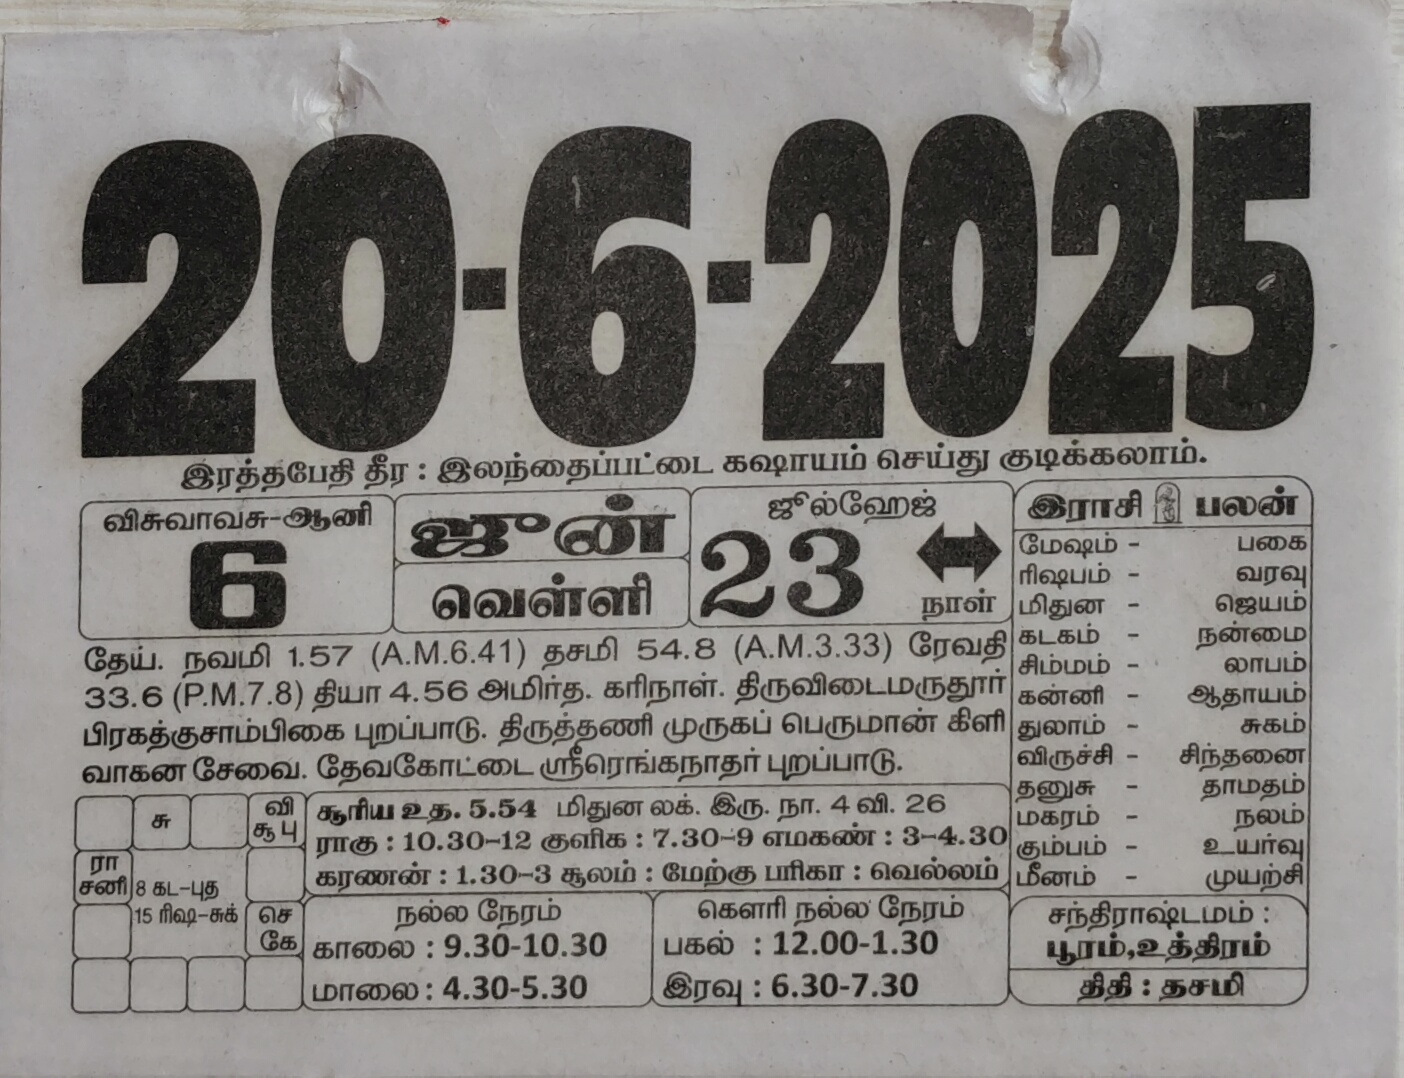 20-6-2025
இரத்தபேதி தீர : இலந்தைப்பட்டை கஷாயம் செய்து குடிக்கலாம்.
விசுவாவசு-ஆனி
6
ஜுன்
வெள்ளி
ஜூல்ஹேஜ்
23
நாள்
தேய். நவமி 1.57 (A.M.6.41) தசமி 54.8 (A.M.3.33) ரேவதி
33.6 (P.M.7.8) தியா 4.56 அமிர்த. கரிநாள். திருவிடைமருதூர்
பிரகத்குசாம்பிகை புறப்பாடு. திருத்தணி முருகப் பெருமான் கிளி
வாகன சேவை. தேவகோட்டை ஸ்ரீரெங்கநாதர் புறப்பாடு.
சு
வி
சூ பு
ரா
சனி
8 கட-புத
15 ரிஷ-சுக்
செ
கே
சூரிய உத. 5.54 மிதுன லக். இரு. நா. 4 வி. 26
ராகு : 10.30-12 குளிக : 7.30-9 எமகண் : 3-4.30
கரணன் : 1.30-3 சூலம் : மேற்கு பரிகா : வெல்லம்
நல்ல நேரம்
காலை : 9.30-10.30
மாலை : 4.30-5.30
கௌரி நல்ல நேரம்
பகல் : 12.00-1.30
இரவு : 6.30-7.30
இராசி பலன்
மேஷம் - பகை
ரிஷபம் - வரவு
மிதுன - ஜெயம்
கடகம் - நன்மை
சிம்மம் - லாபம்
கன்னி - ஆதாயம்
துலாம் - சுகம்
விருச்சி - சிந்தனை
தனுசு - தாமதம்
மகரம் - நலம்
கும்பம் - உயர்வு
மீனம் - முயற்சி
சந்திராஷ்டமம் :
பூரம்,உத்திரம்
திதி : தசமி